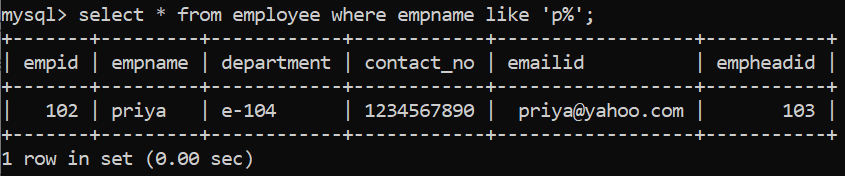 mysql> select * from employee where empname like 'p%';
+-------+---------+------------+------------+------------------+-----------+
| empid | empname | department | contact_no | emailid          | empheadid |
+-------+---------+------------+------------+------------------+-----------+
|   102 | priya   | e-104      | 1234567890 |  priya@yahoo.com |       103 |
+-------+---------+------------+------------+------------------+-----------+
1 row in set (0.00 sec)